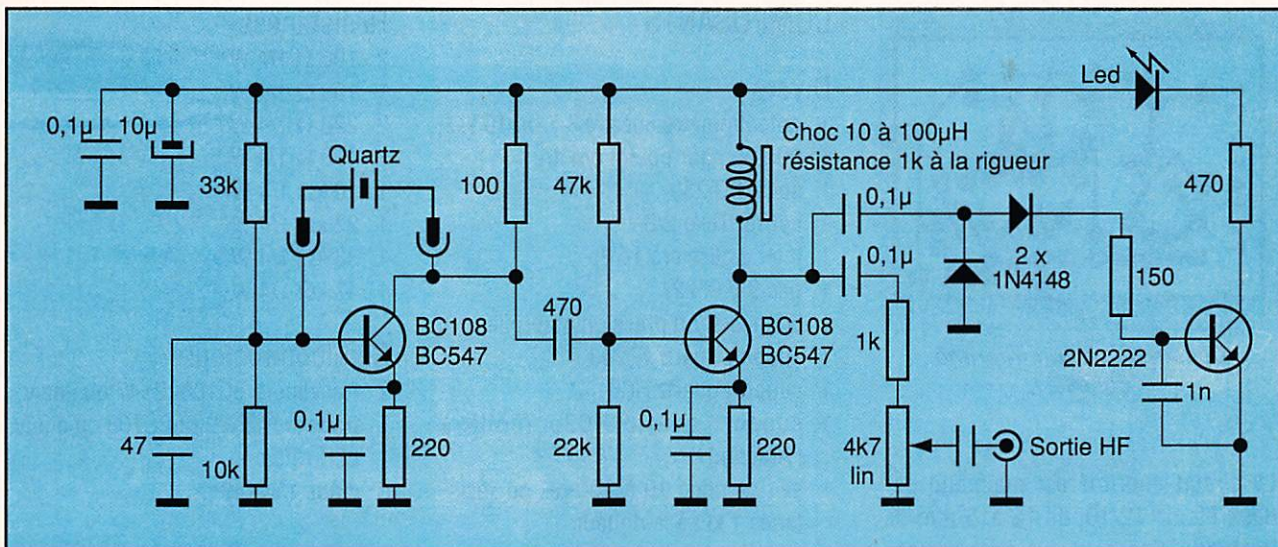 Led
0,1µ
10µ
Quartz
33k
100
47k
Choc 10 à 100µH
résistance 1k à la rigueur
470
0,1µ
0,1µ
2 x
1N4148
150
470
BC108
BC547
BC108
BC547
1k
2N2222
1n
47
10k
0,1µ
220
22k
0,1µ
220
4k7
lin
Sortie HF